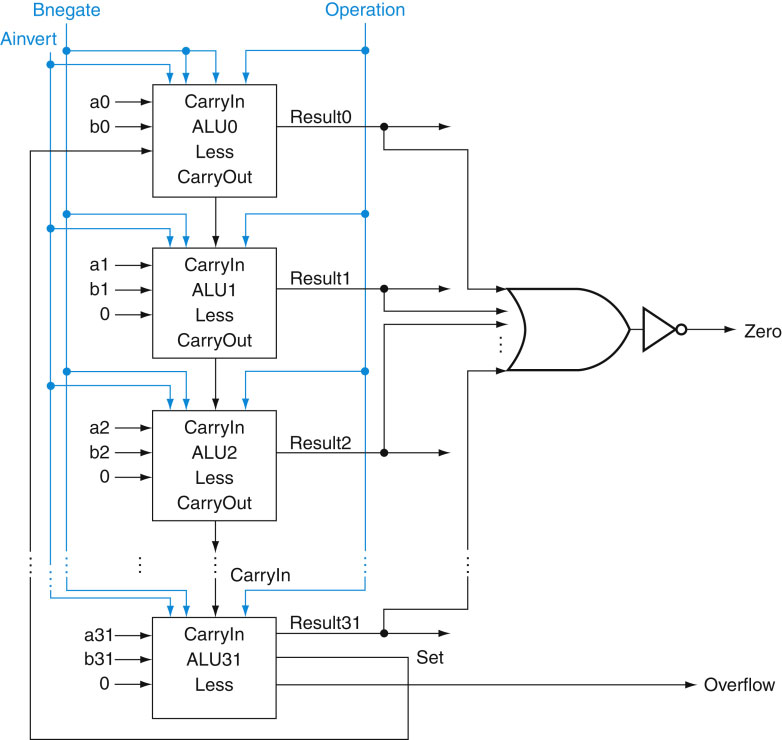 Bnegate
Operation
Ainvert
a0
b0
CarryIn
ALU0
Less
CarryOut
Result0
a1
b1
0
CarryIn
ALU1
Less
CarryOut
Result1
Zero
a2
b2
0
CarryIn
ALU2
Less
CarryOut
Result2
CarryIn
a31
b31
0
CarryIn
ALU31
Less
Result31
Set
Overflow